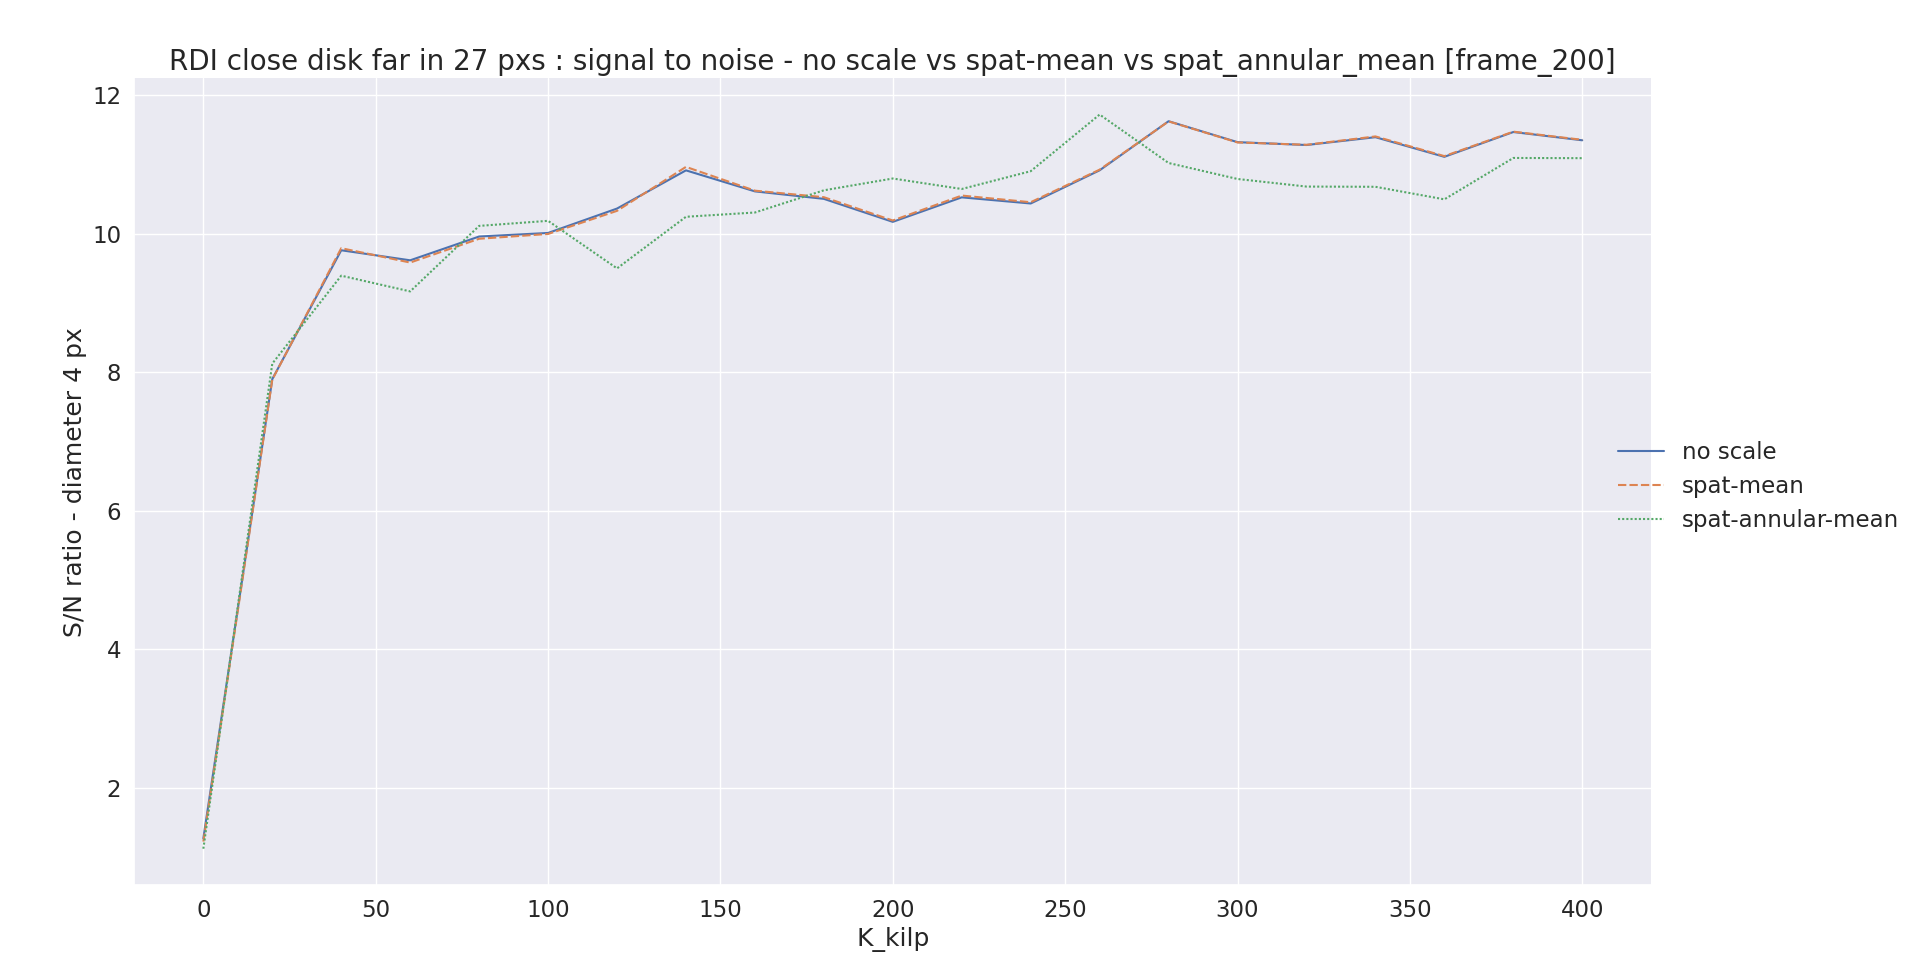 RDI close disk far in 27 pxs : signal to noise - no scale vs spat-mean vs spat_annular_mean [frame_200]
12
10
8
6
4
2
S/N ratio - diameter 4 px
0 50 100 150 200 250 300 350 400
K_kilp
no scale
spat-mean
spat-annular-mean